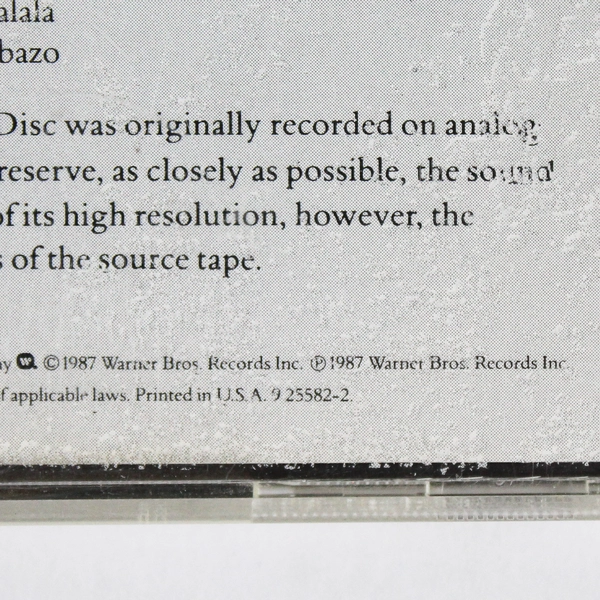 alala
bazo
Disc was originally recorded on analog
reserve, as closely as possible, the sound
of its high resolution, however, the
s of the source tape.
ny W. ©1987 Warner Bros. Records Inc. ℗1987 Warner Bros. Records Inc.
f applicable laws. Printed in U.S.A. 9 25582-2.